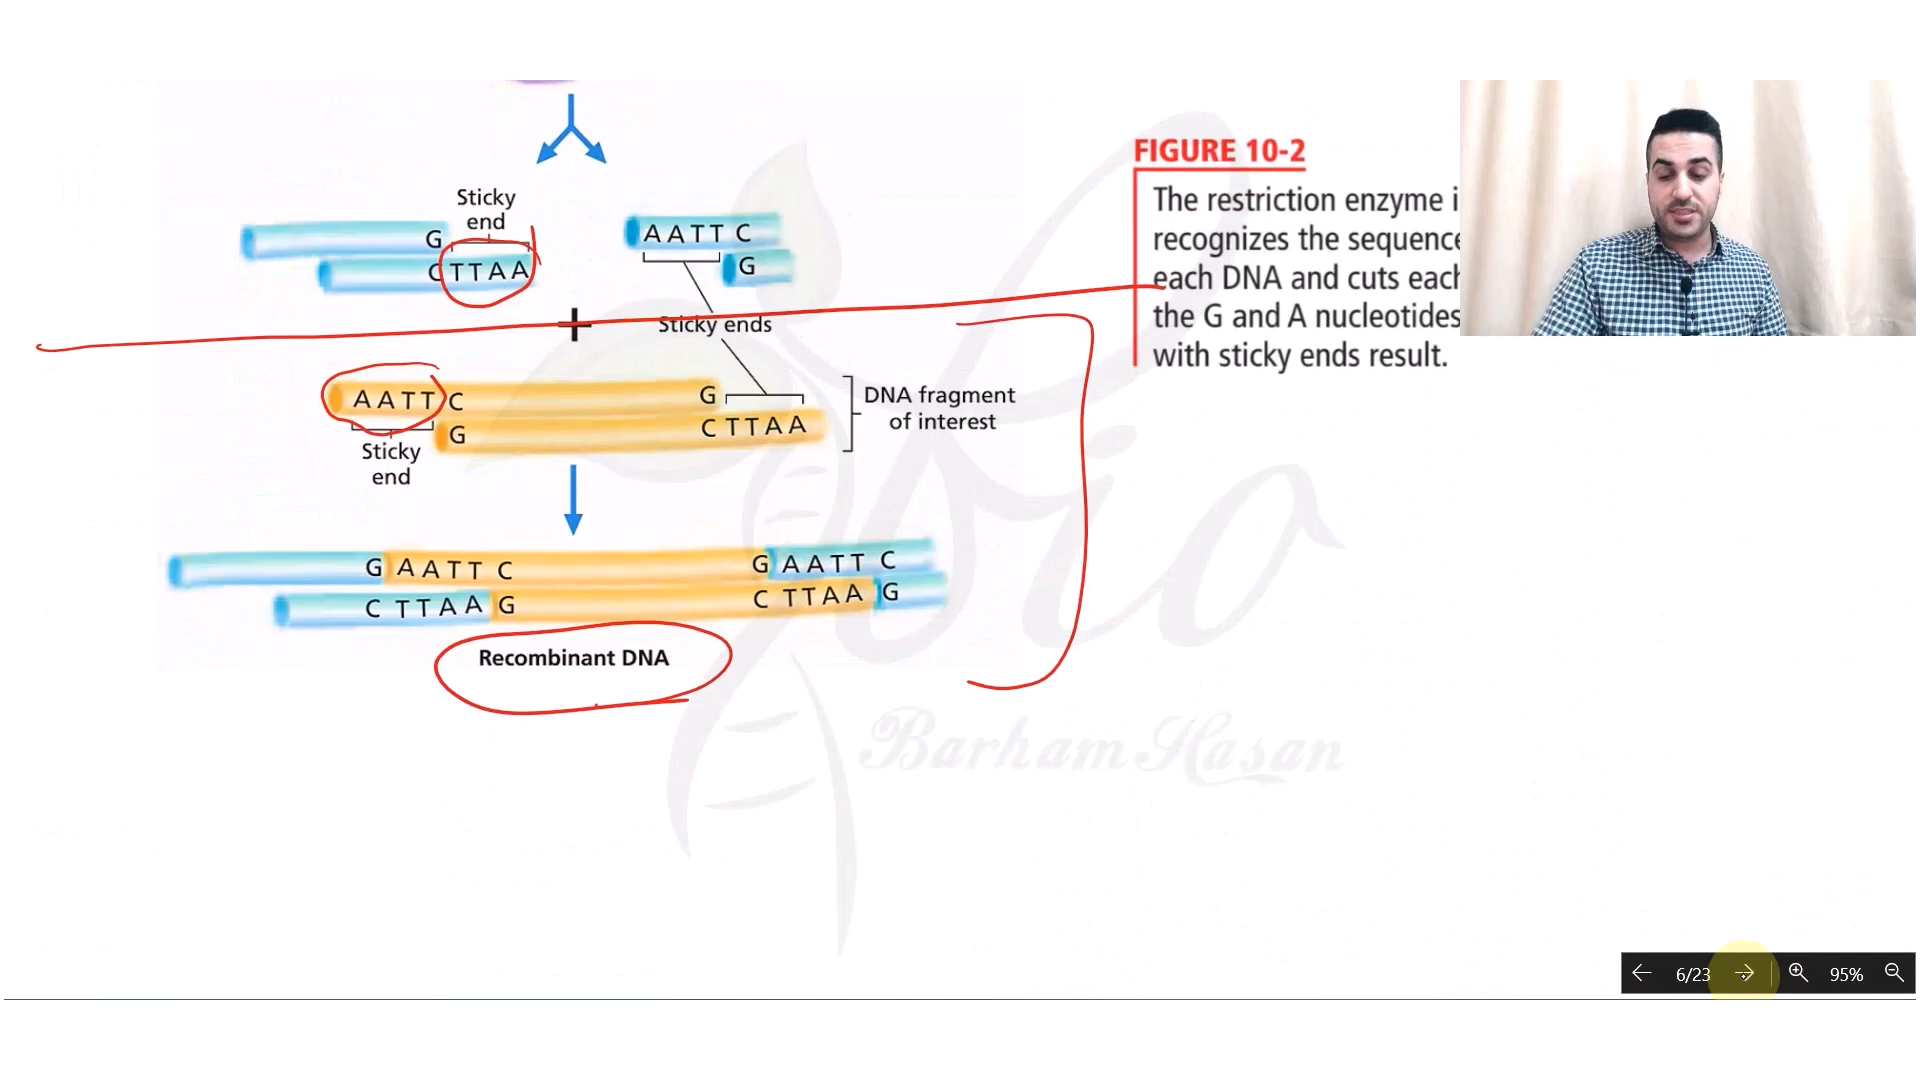 Sticky
end
G
CTTAA
AATT C
G
Sticky ends
AATT C
G
G
CTTAA
Sticky
end
DNA fragment
of interest
G AATT C
C TTAA G
G AATT C
C TTAA G
Recombinant DNA
FIGURE 10-2
The restriction enzyme
recognizes the sequence
each DNA and cuts each
the G and A nucleotides
with sticky ends result.
Bio
Barham Hasan
6/23
95%